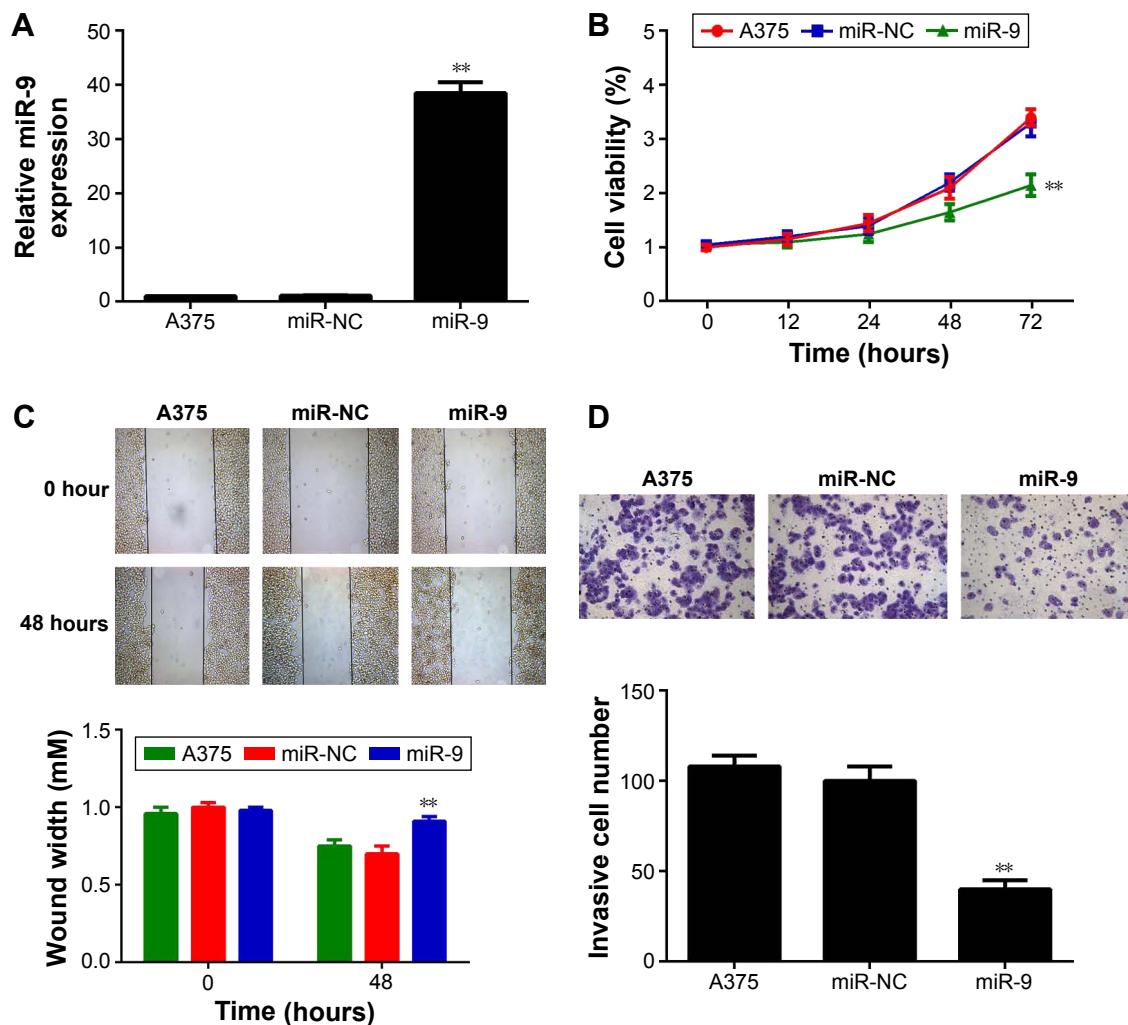 A
Relative miR-9
expression
50
40
30
20
10
0
**
A375
miR-NC
miR-9
B
A375
miR-NC
miR-9
Cell viability (%)
5
4
3
2
1
0
**
0
12
24
48
72
Time (hours)
C
A375
miR-NC
miR-9
0 hour
48 hours
Wound width (mM)
1.5
1.0
0.5
0.0
A375
miR-NC
miR-9
**
0
48
Time (hours)
D
A375
miR-NC
miR-9
Invasive cell number
150
100
50
0
**
A375
miR-NC
miR-9